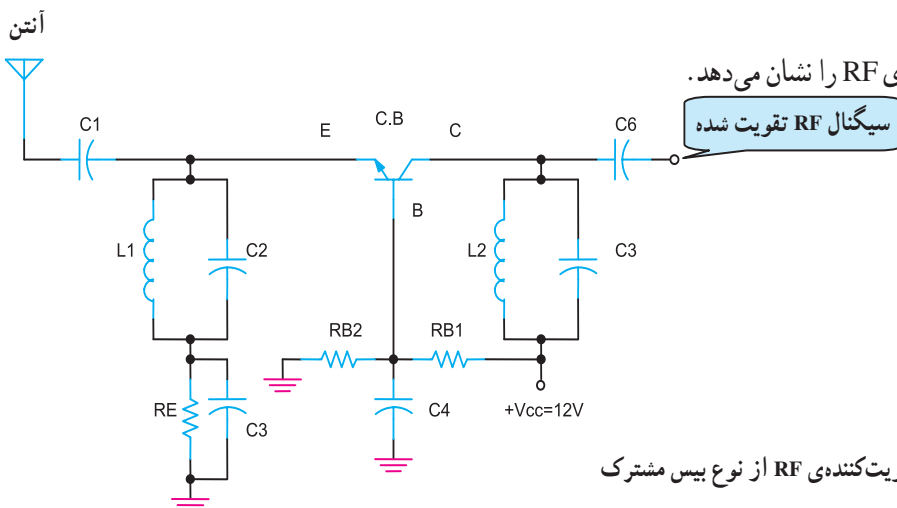 آنتن
ی RF را نشان می‌دهد.
سیگنال RF تقویت شده
C1
E
C.B
C
C6
B
L1
C2
L2
C3
RB2
RB1
RE
C3
C4
+Vcc=12V
ریت‌کننده‌ی RF از نوع بیس مشترک